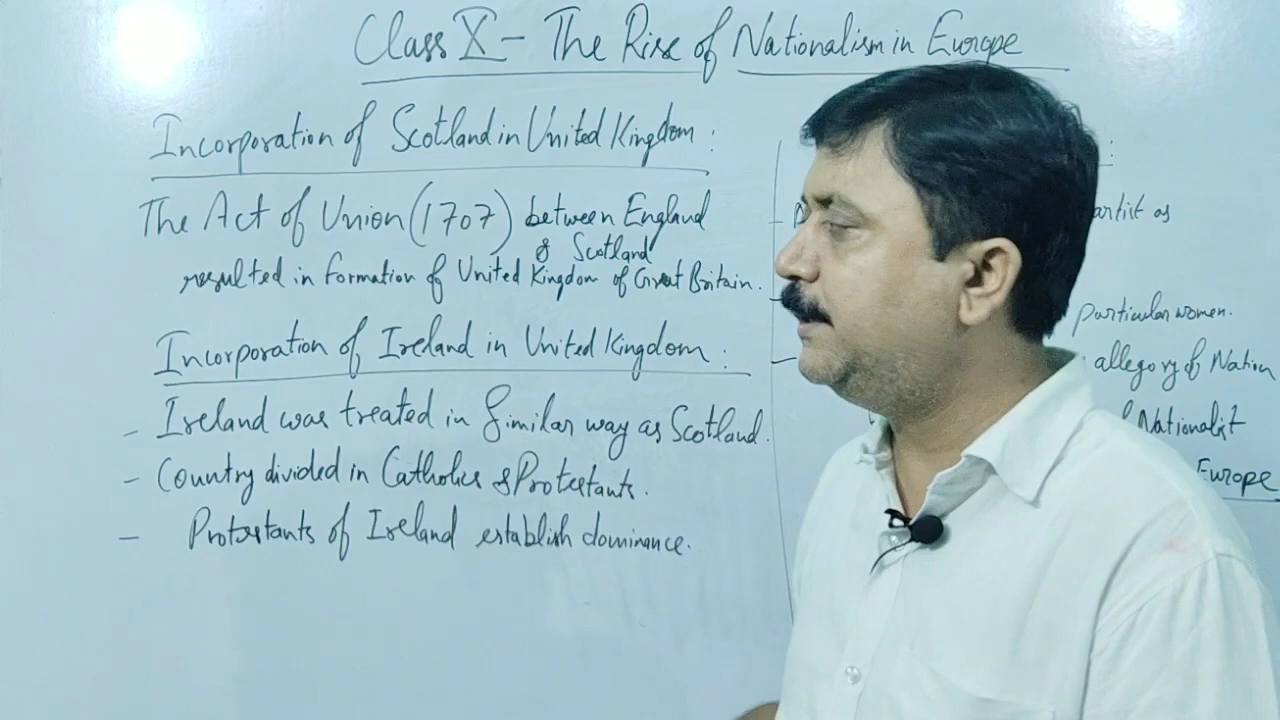 Class X - The Rise of Nationalism in Europe
Incorporation of Scotland in United Kingdom :
The Act of Union (1707) between England
& Scotland
resulted in formation of United Kingdom of Great Britain.
Incorporation of Ireland in United Kingdom :
- Ireland was treated in Similar way as Scotland.
- Country divided in Catholics & Protestants.
- Protestants of Ireland establish dominance.
:
artist as
particular women.
allegory of Nation
Nationalist
Europe